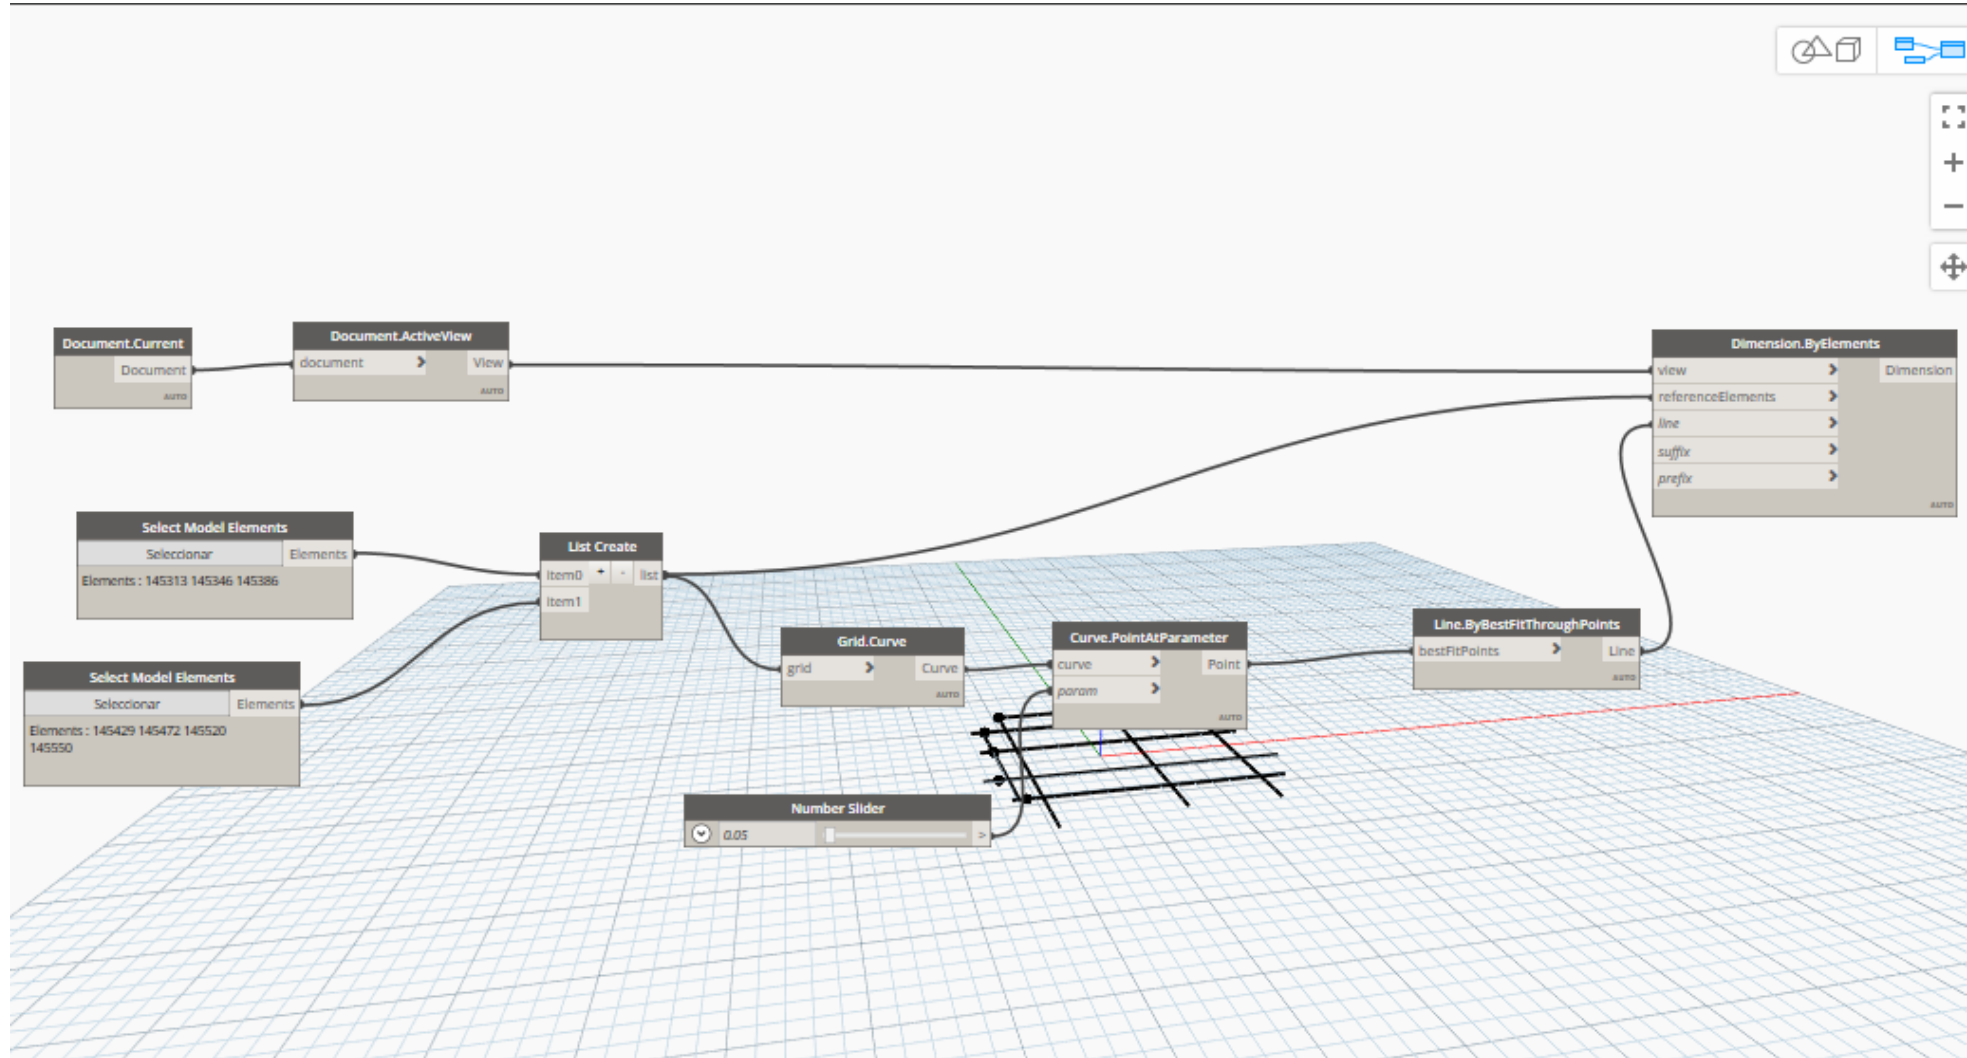 Document.Current
Document
AUTO
Document.ActiveView
document
View
AUTO
Dimension.ByElements
view
Dimension
referenceElements
line
suffix
prefix
AUTO
Select Model Elements
Seleccionar
Elements
Elements : 145313 145346 145386
List Create
item0
+
-
list
item1
Select Model Elements
Seleccionar
Elements
Elements : 145429 145472 145520
145550
Grid.Curve
grid
Curve
AUTO
Curve.PointAtParameter
curve
Point
param
AUTO
Line.ByBestFitThroughPoints
bestFitPoints
Line
AUTO
Number Slider
0.05
>